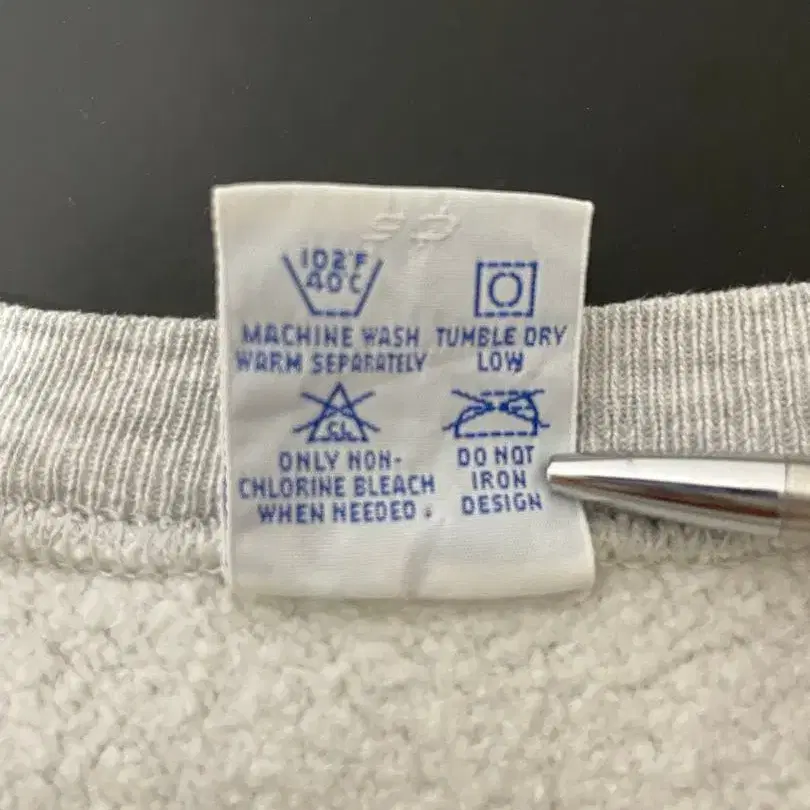 102°F
40°C
MACHINE WASH
WARM SEPARATELY
TUMBLE DRY
LOW
CL
ONLY NON-
CHLORINE BLEACH
WHEN NEEDED.
DO NOT
IRON
DESIGN